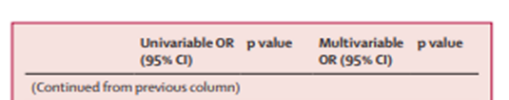 Univariable OR p value Multivariable p value
(95% CI) OR (95% CI)
(Continued from previous column)